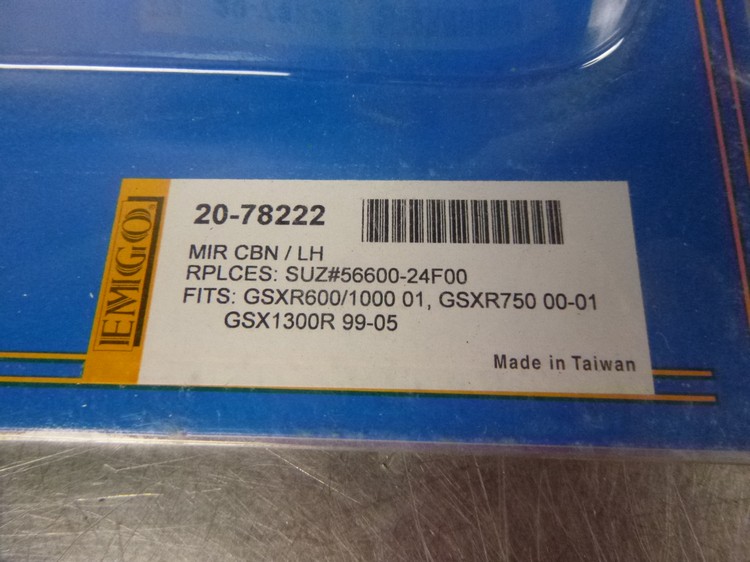 EMGO
20-78222
MIR CBN / LH
RPLCES: SUZ#56600-24F00
FITS: GSXR600/1000 01, GSXR750 00-01
GSX1300R 99-05
Made in Taiwan